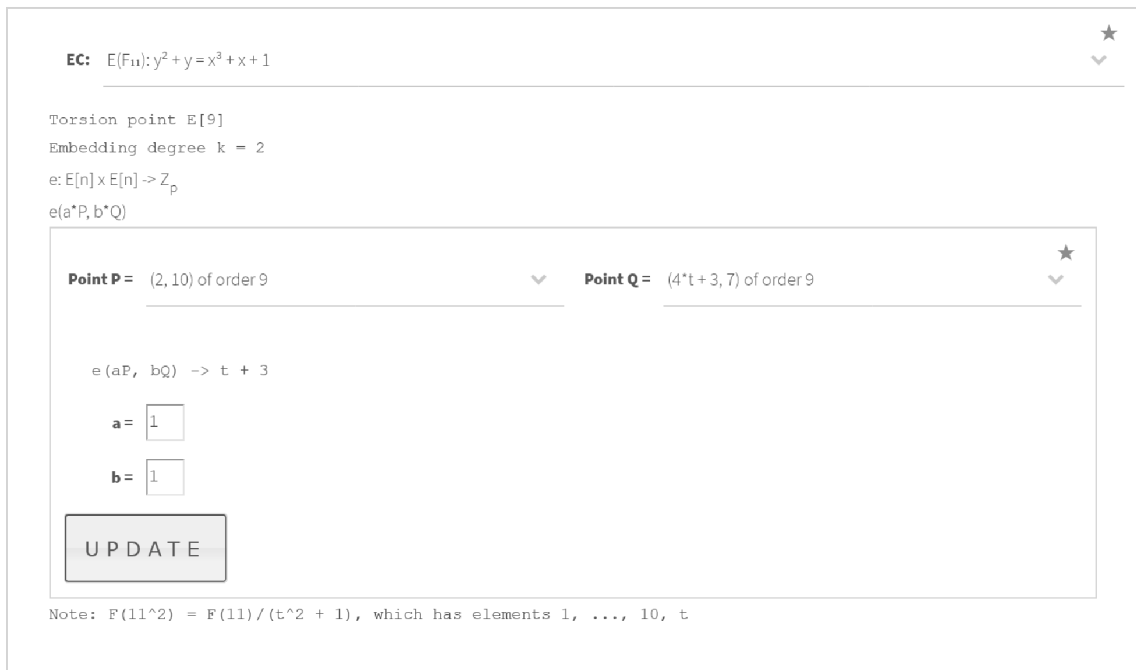 EC: E(F₁₁): y² + y = x³ + x + 1
Torsion point E[9]
Embedding degree k = 2
e: E[n] x E[n] -> Z_p
e(a*P, b*Q)
Point P = (2, 10) of order 9 Point Q = (4*t + 3, 7) of order 9
e(aP, bQ) -> t + 3
a = 1
b = 1
UPDATE
Note: F(11^2) = F(11)/(t^2 + 1), which has elements 1, ..., 10, t